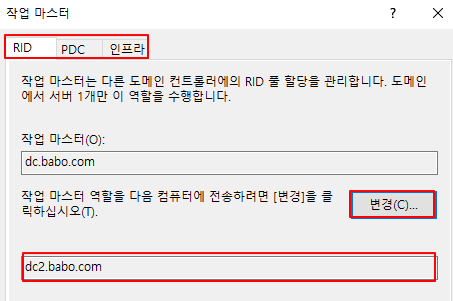 작업 마스터
RID PDC 인프라
작업 마스터는 다른 도메인 컨트롤러에의 RID 풀 할당을 관리합니다. 도메인
에서 서버 1개만 이 역할을 수행합니다.
작업 마스터(O):
dc.babo.com
작업 마스터 역할을 다음 컴퓨터에 전송하려면 [변경]을 클
릭하십시오(T).
변경(C)...
dc2.babo.com